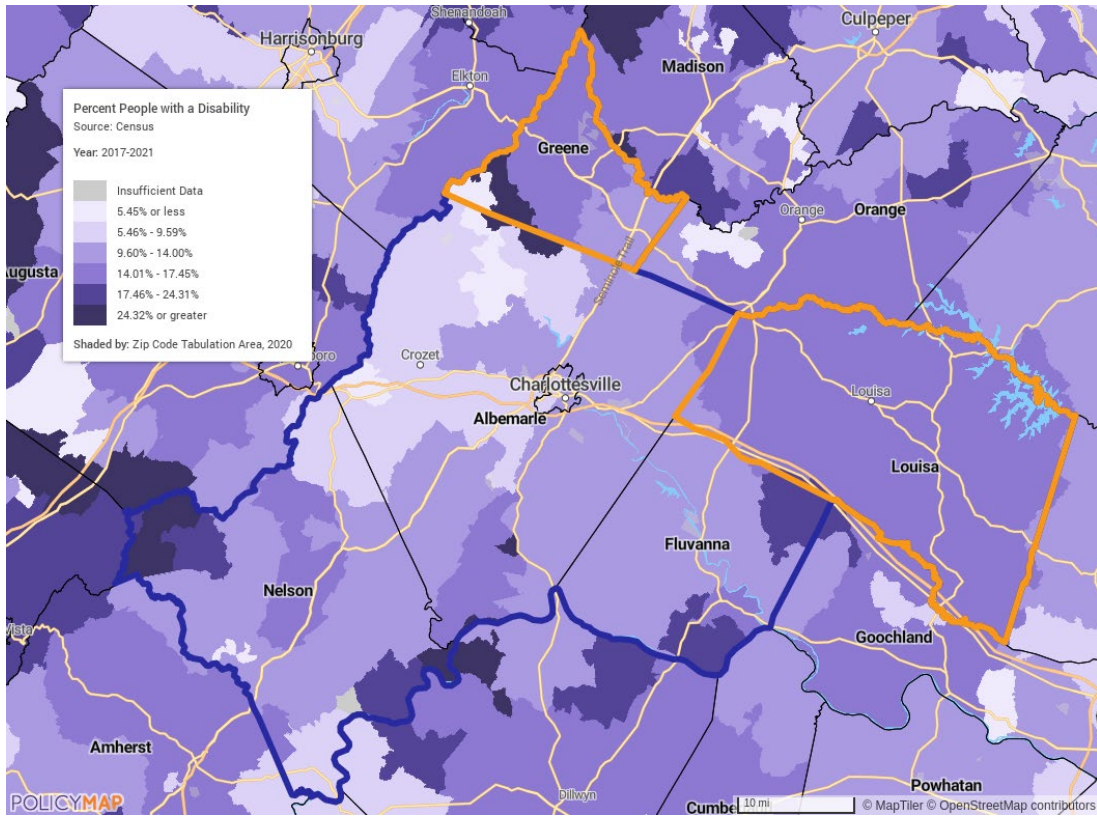 Shenandoah
Harrisonburg
Culpeper
Madison
Elkton
Percent People with a Disability
Source: Census
Year: 2017-2021
Insufficient Data
5.45% or less
5.46% - 9.59%
9.60% - 14.00%
14.01% - 17.45%
17.46% - 24.31%
24.32% or greater
Shaded by: Zip Code Tabulation Area, 2020
Greene
Orange
Orange
Augusta
boro
Crozet
Charlottesville
Albemarle
Louisa
Louisa
Fluvanna
Nelson
Vista
Goochland
Amherst
Powhatan
Dillwyn
POLICYMAP
10 mi
© MapTiler © OpenStreetMap contributors